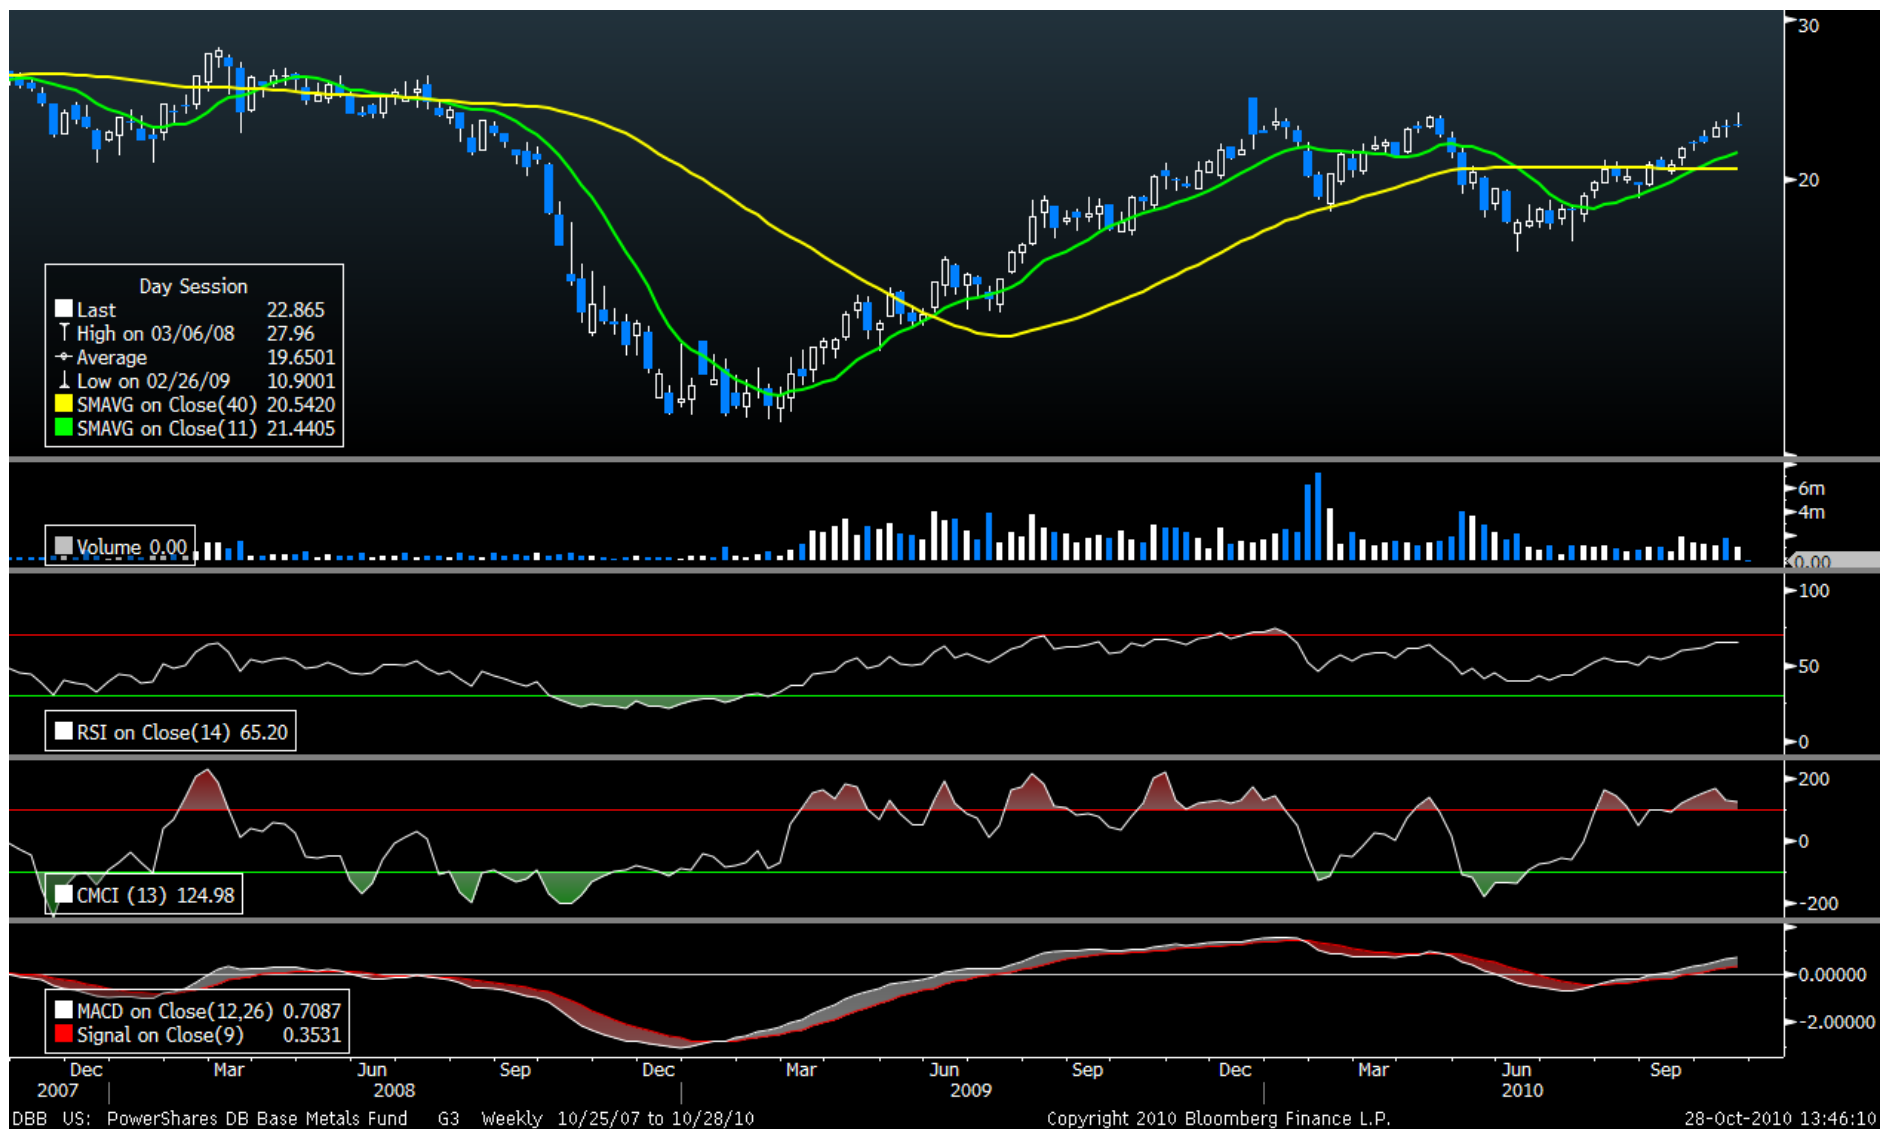 30
20
Day Session
Last 22.865
High on 03/06/08 27.96
Average 19.6501
Low on 02/26/09 10.9001
SMAVG on Close(40) 20.5420
SMAVG on Close(11) 21.4405
6m
4m
Volume 0.00
0.00
100
50
RSI on Close(14) 65.20
0
200
0
CMCI (13) 124.98
-200
0.00000
MACD on Close(12,26) 0.7087
-2.00000
Signal on Close(9) 0.3531
Dec Mar Jun Sep Dec Mar Jun Sep Dec Mar Jun Sep
2007 2008 2009 2010
DBB US: PowerShares DB Base Metals Fund G3 Weekly 10/25/07 to 10/28/10 Copyright 2010 Bloomberg Finance L.P. 28-Oct-2010 13:46:10